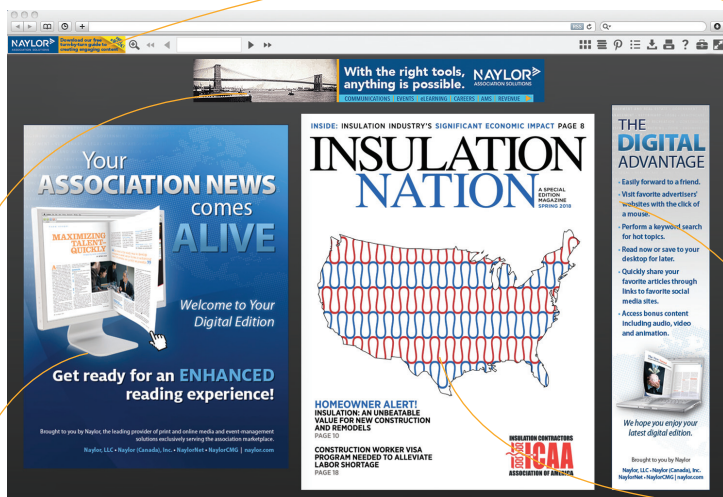 RSS
NAYLOR
ASSOCIATION SOLUTIONS
Download our free
turn-by-turn guide to
creating engaging content!
With the right tools,
anything is possible.
NAYLOR
ASSOCIATION SOLUTIONS
COMMUNICATIONS EVENTS eLEARNING CAREERS AMS REVENUE
Your
ASSOCIATION NEWS
comes
ALIVE
MAXIMIZING
TALENT-
QUICKLY
Welcome to Your
Digital Edition
Get ready for an ENHANCED
reading experience!
Brought to you by Naylor, the leading provider of print and online media and event management
solutions exclusively serving the association marketplace.
Naylor, LLC • Naylor (Canada), Inc. • NaylorNet • NaylorCMG | naylor.com
INSIDE: INSULATION INDUSTRY'S SIGNIFICANT ECONOMIC IMPACT PAGE 8
INSULATION
NATION
A SPECIAL
EDITION
MAGAZINE
SPRING 2018
HOMEOWNER ALERT!
INSULATION: AN UNBEATABLE
VALUE FOR NEW CONSTRUCTION
AND REMODELS
PAGE 10
CONSTRUCTION WORKER VISA
PROGRAM NEEDED TO ALLEVIATE
LABOR SHORTAGE
PAGE 18
INSULATION CONTRACTORS
ICAA
ASSOCIATION OF AMERICA
THE
DIGITAL
ADVANTAGE
• Easily forward to a friend.
• Visit favorite advertisers'
websites with the click of
a mouse.
• Perform a keyword search
for hot topics.
• Read now or save to your
desktop for later.
• Quickly share your
favorite articles through
links to favorite social
media sites.
• Access bonus content
including audio, video
and animation.
We hope you enjoy your
latest digital edition.
Brought to you by Naylor
Naylor, LLC • Naylor (Canada), Inc.
NaylorNet • NaylorCMG | naylor.com